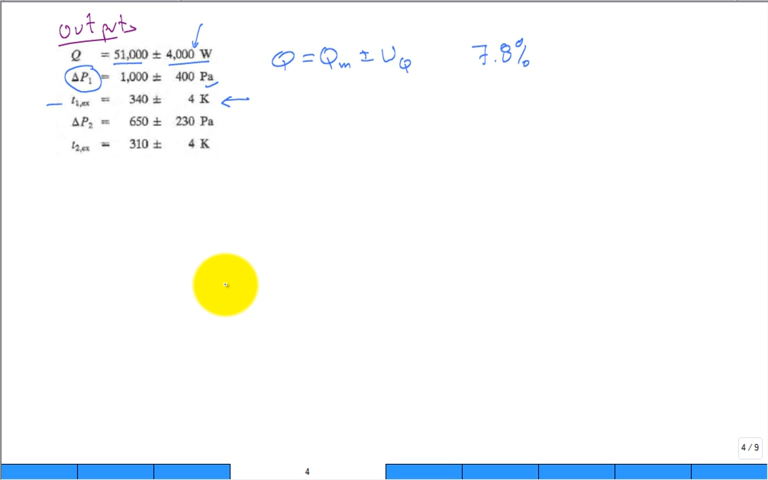 outputs
Q = 51,000 ± 4,000 W
Q = Qm ± UQ 7.8%
ΔP1 = 1,000 ± 400 Pa
t1,ex = 340 ± 4 K
ΔP2 = 650 ± 230 Pa
t2,ex = 310 ± 4 K
4 / 9
4